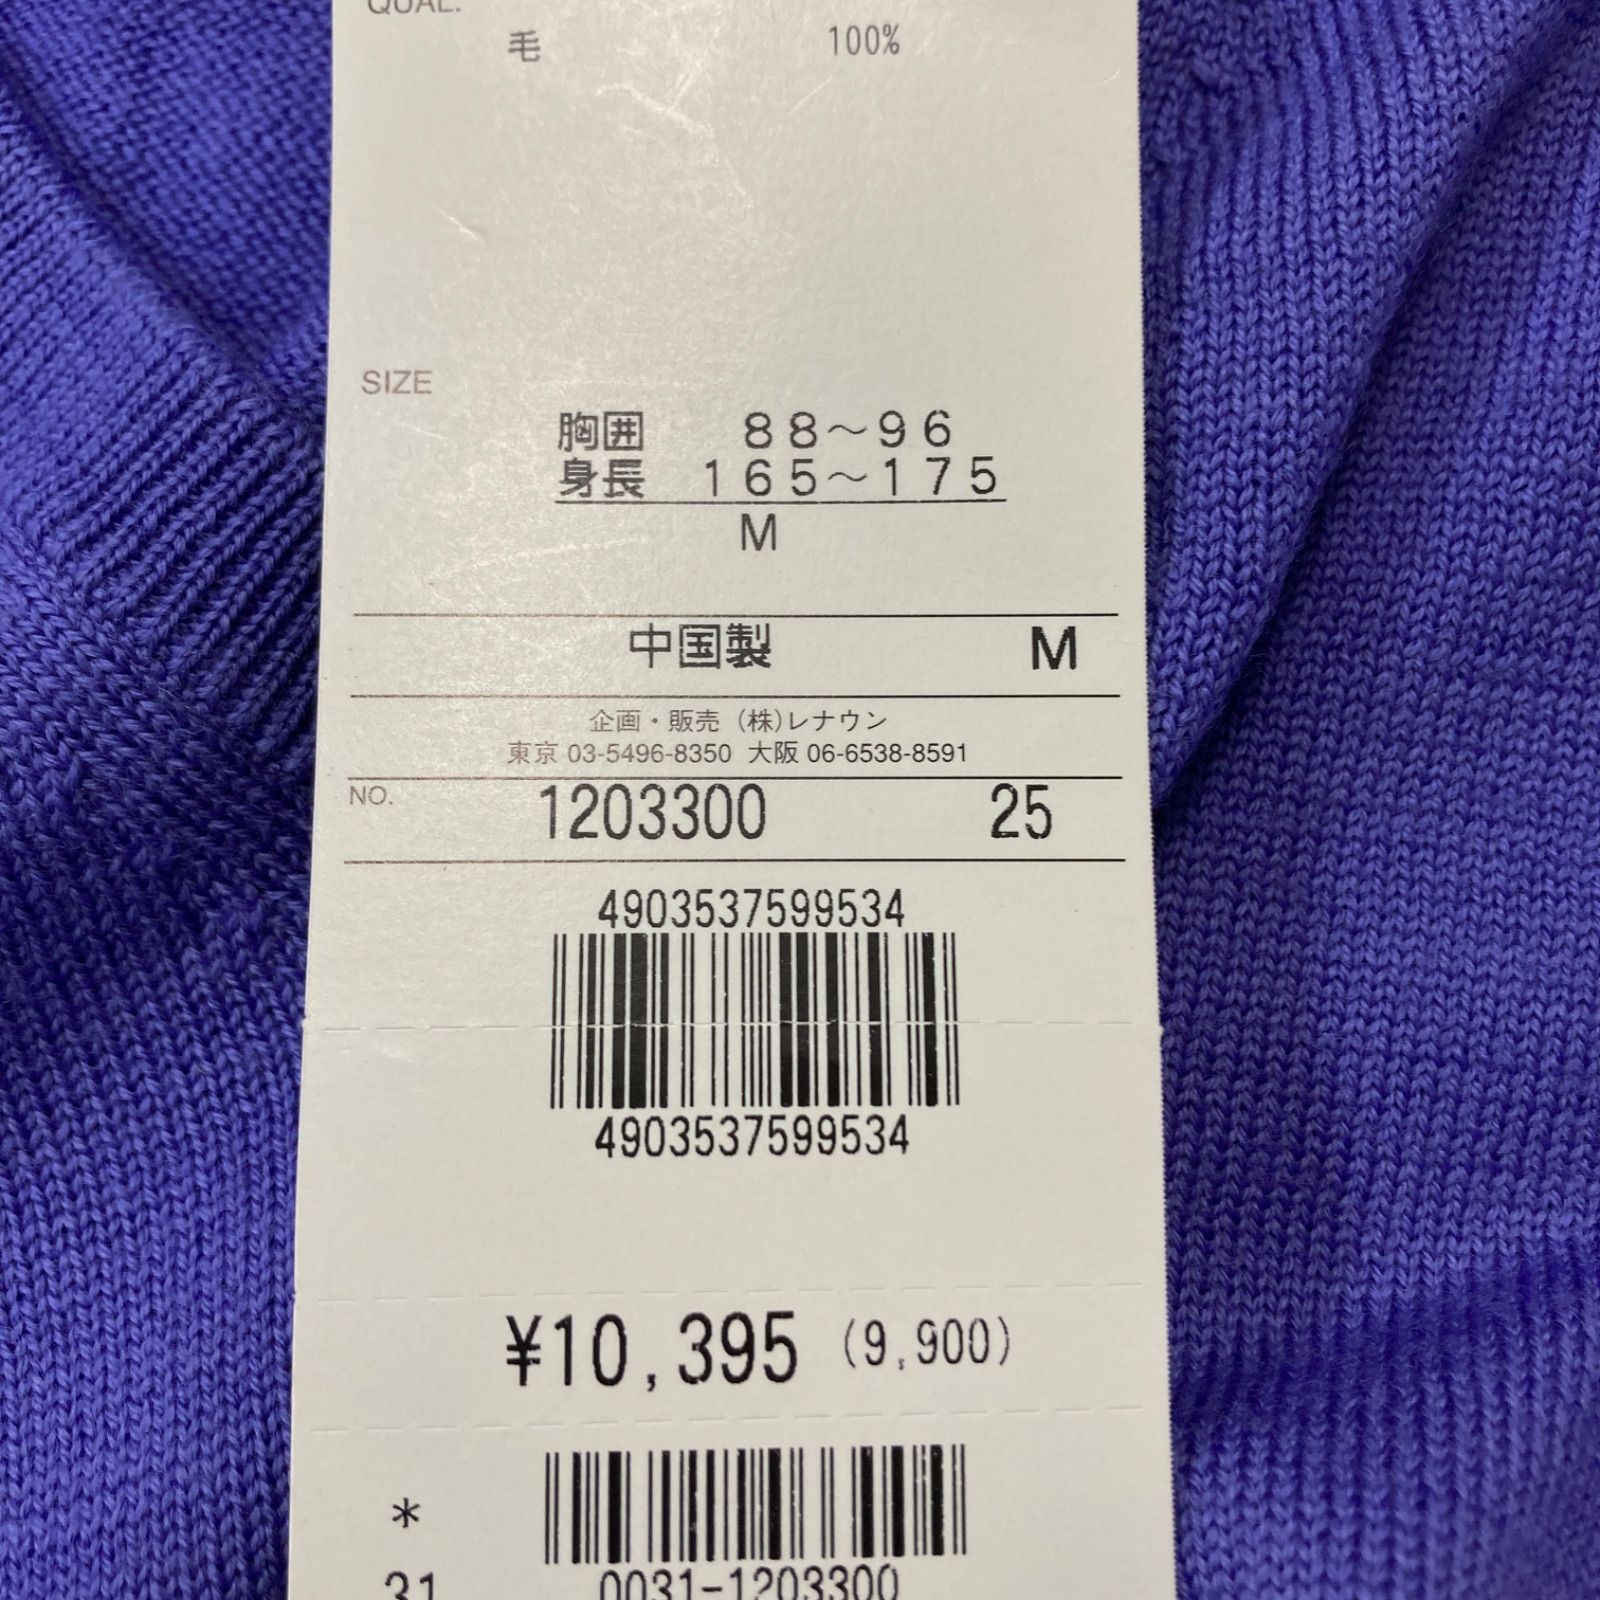 QUAL.
毛 100%
SIZE
胸囲 88～96
身長 165～175
M
中国製 M
企画・販売 (株)レナウン
東京 03-5496-8350 大阪 06-6538-8591
NO. 1203300 25
4903537599534
4903537599534
¥10,395 (9,900)
*
31 0031-1203300